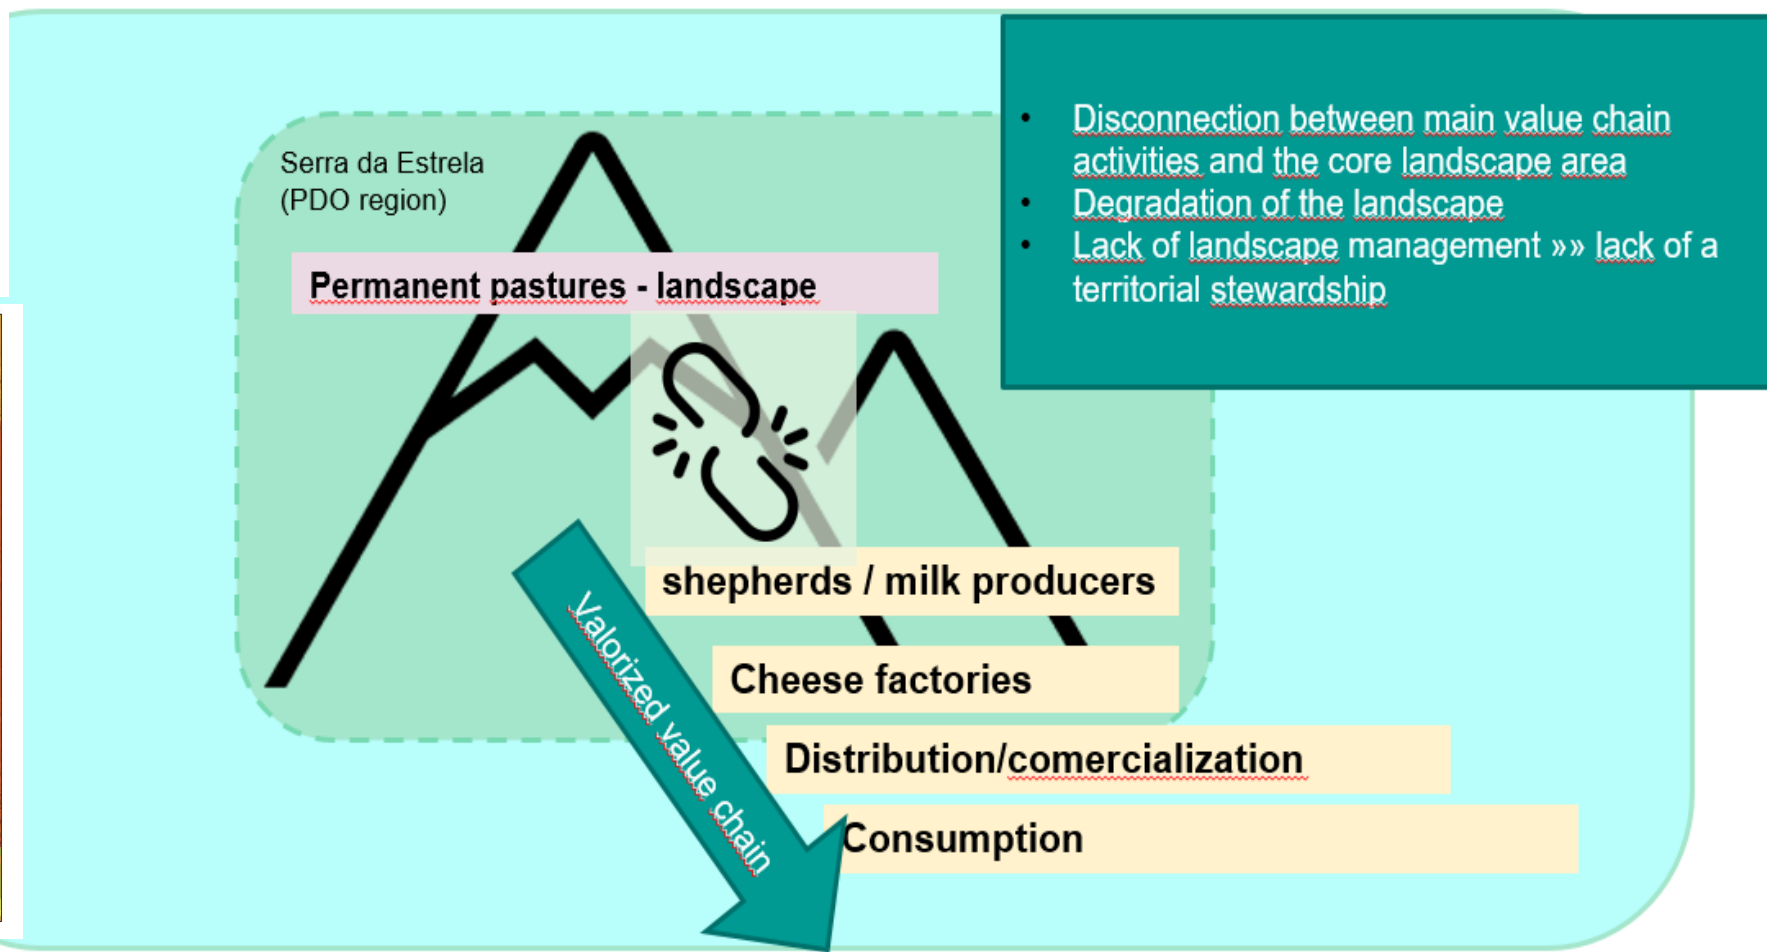 Serra da Estrela
(PDO region)
Permanent pastures - landscape
• Disconnection between main value chain
activities and the core landscape area
• Degradation of the landscape
• Lack of landscape management »» lack of a
territorial stewardship
shepherds / milk producers
Cheese factories
Distribution/comercialization
Consumption
Valorized value chain